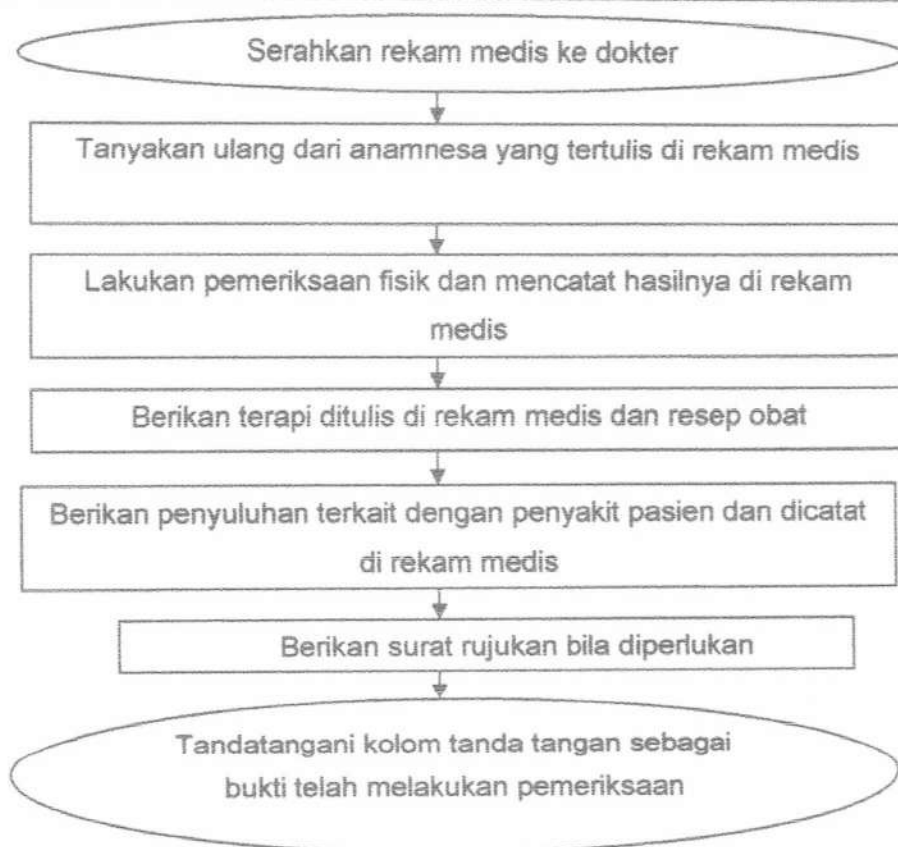 Serahkan rekam medis ke dokter
Tanyakan ulang dari anamnesa yang tertulis di rekam medis
Lakukan pemeriksaan fisik dan mencatat hasilnya di rekam
medis
Berikan terapi ditulis di rekam medis dan resep obat
Berikan penyuluhan terkait dengan penyakit pasien dan dicatat
di rekam medis
Berikan surat rujukan bila diperlukan
Tandatangani kolom tanda tangan sebagai
bukti telah melakukan pemeriksaan